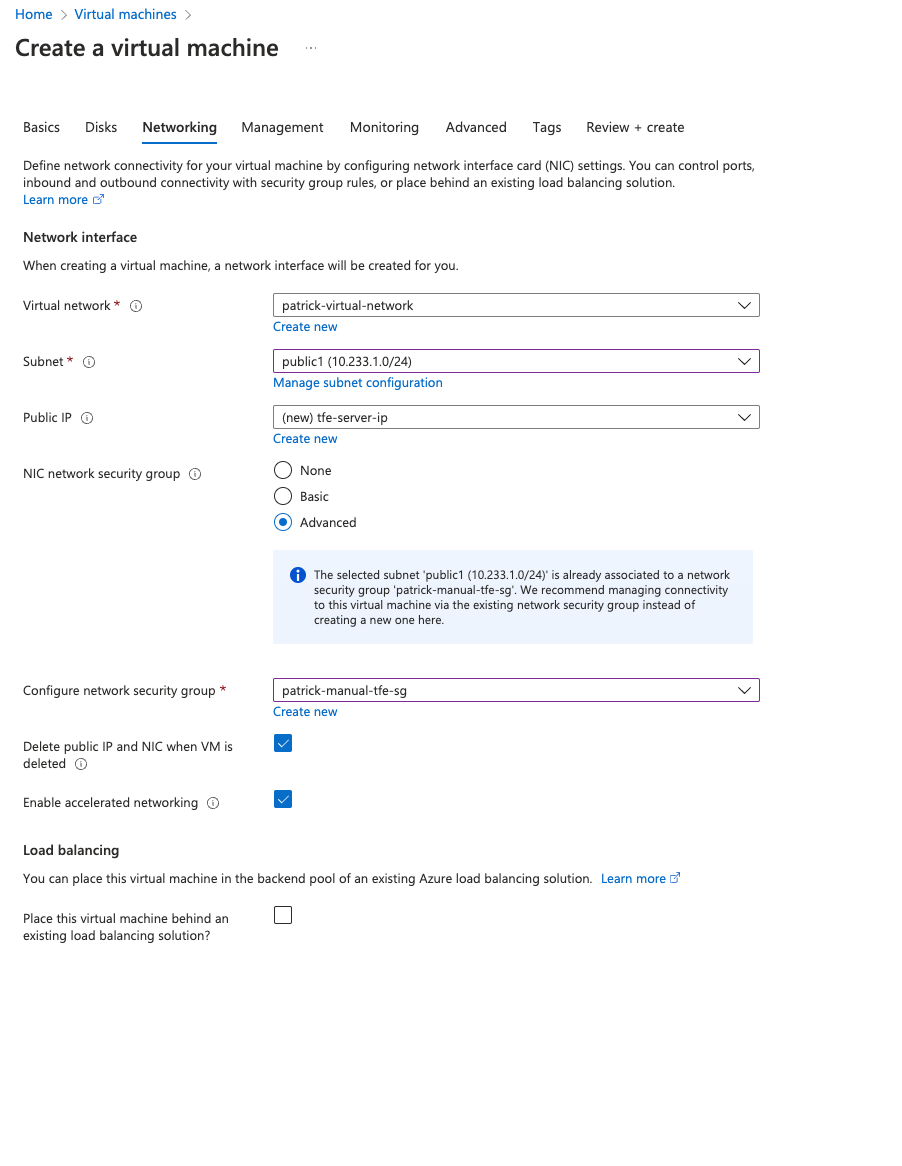 Home > Virtual machines >
Create a virtual machine ...
Basics Disks Networking Management Monitoring Advanced Tags Review + create
Define network connectivity for your virtual machine by configuring network interface card (NIC) settings. You can control ports,
inbound and outbound connectivity with security group rules, or place behind an existing load balancing solution.
Learn more
Network interface
When creating a virtual machine, a network interface will be created for you.
Virtual network * patrick-virtual-network
Create new
Subnet * public1 (10.233.1.0/24)
Manage subnet configuration
Public IP (new) tfe-server-ip
Create new
NIC network security group None
Basic
Advanced
The selected subnet 'public1 (10.233.1.0/24)' is already associated to a network
security group 'patrick-manual-tfe-sg'. We recommend managing connectivity
to this virtual machine via the existing network security group instead of
creating a new one here.
Configure network security group * patrick-manual-tfe-sg
Create new
Delete public IP and NIC when VM is
deleted
Enable accelerated networking
Load balancing
You can place this virtual machine in the backend pool of an existing Azure load balancing solution. Learn more
Place this virtual machine behind an
existing load balancing solution?